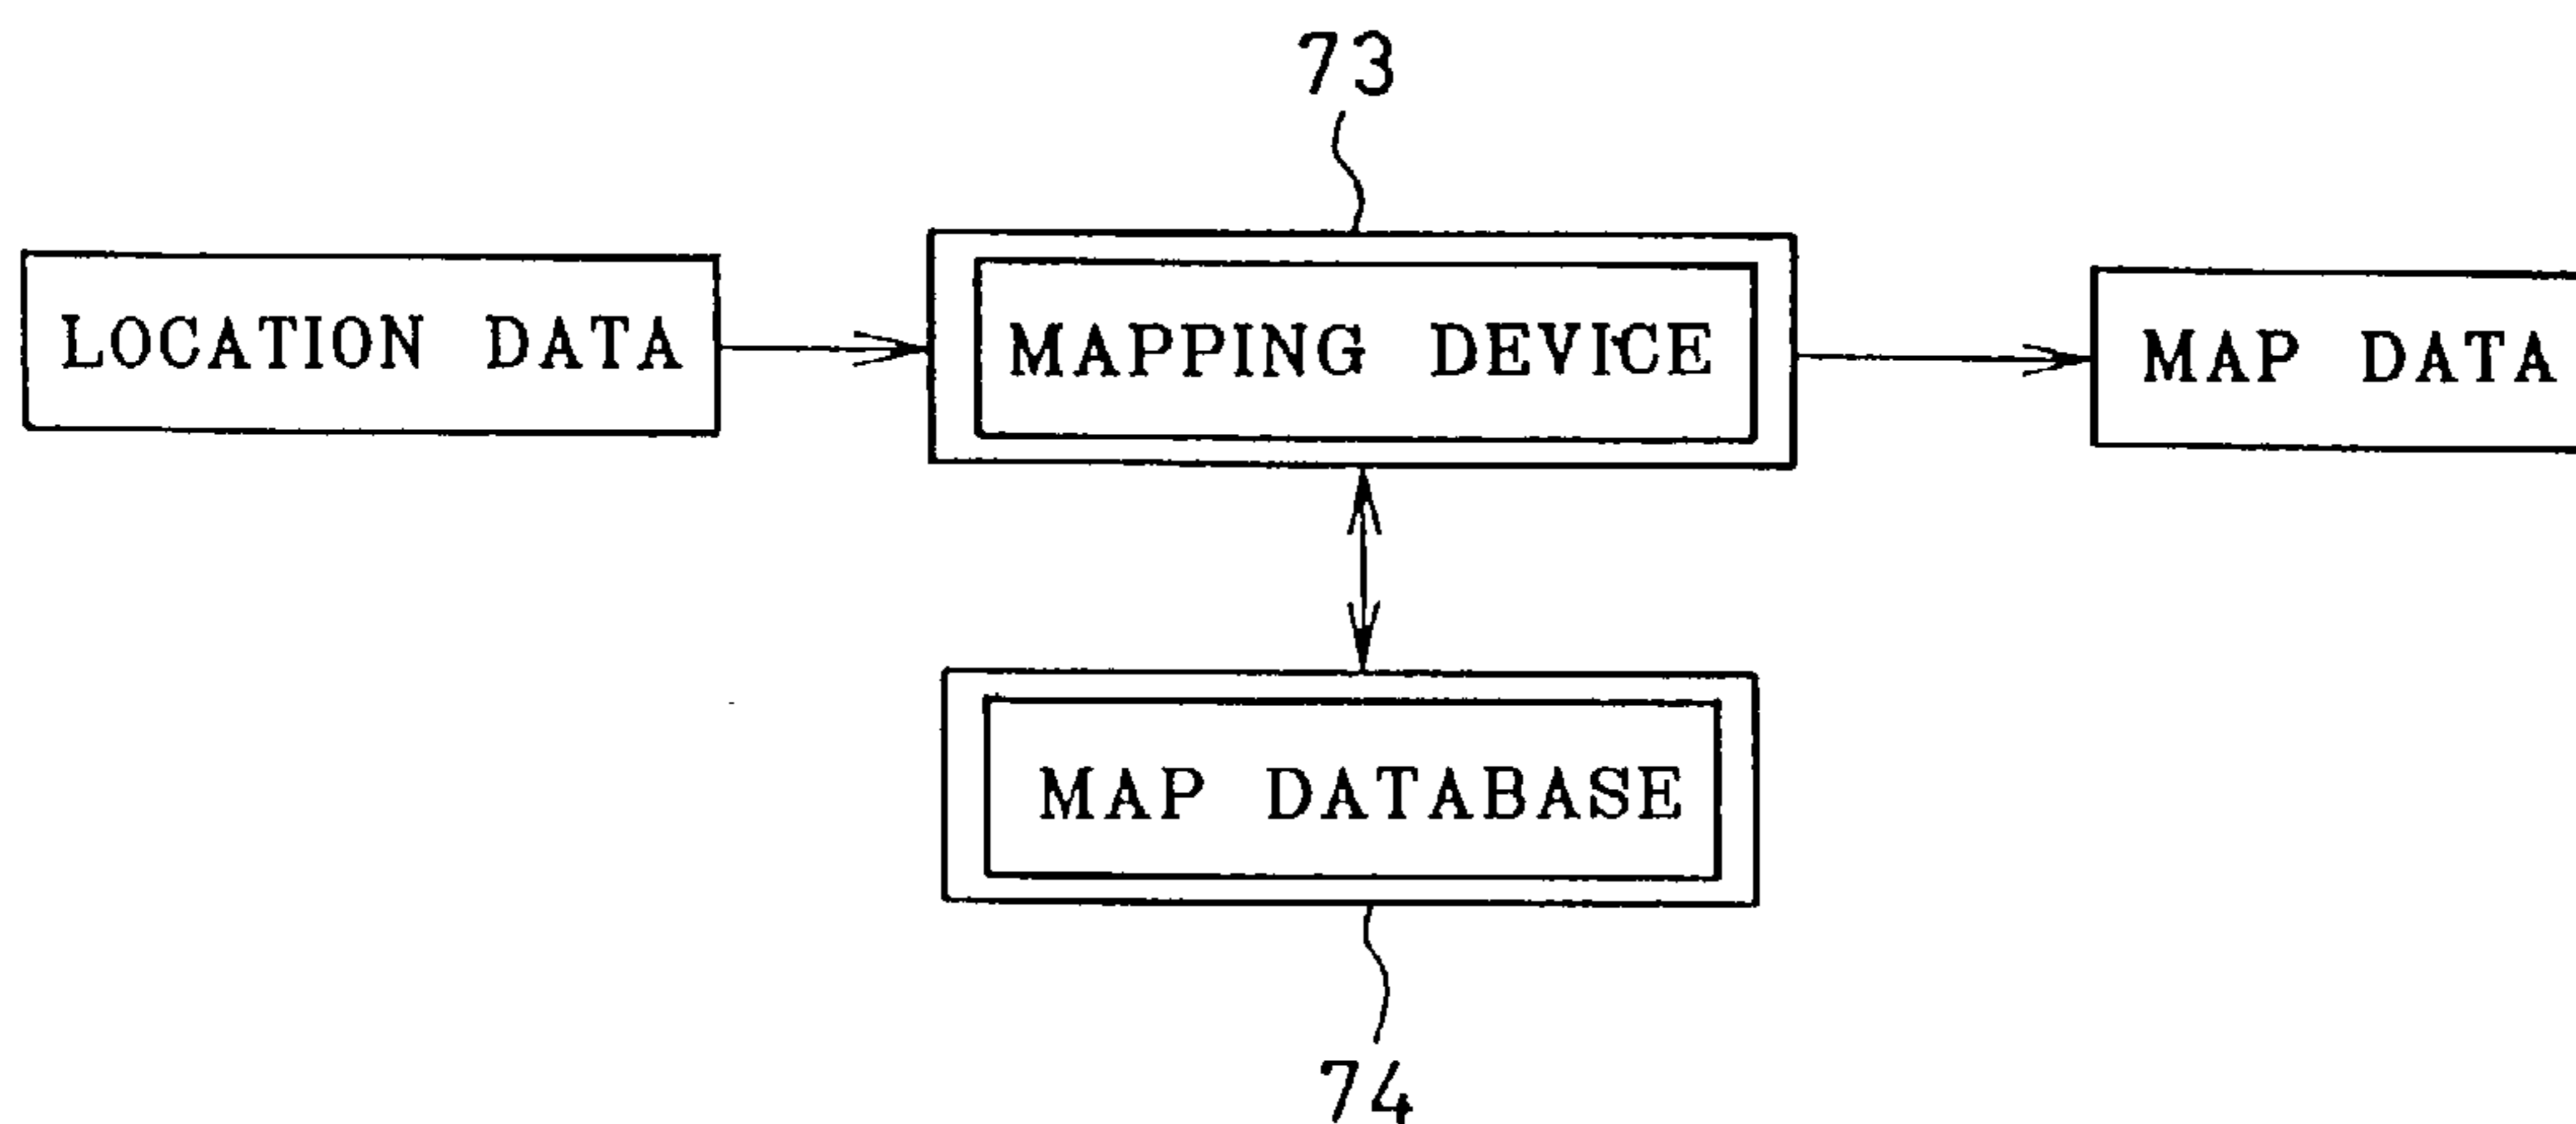 73
LOCATION DATA
MAPPING DEVICE
MAP DATA
MAP DATABASE
74